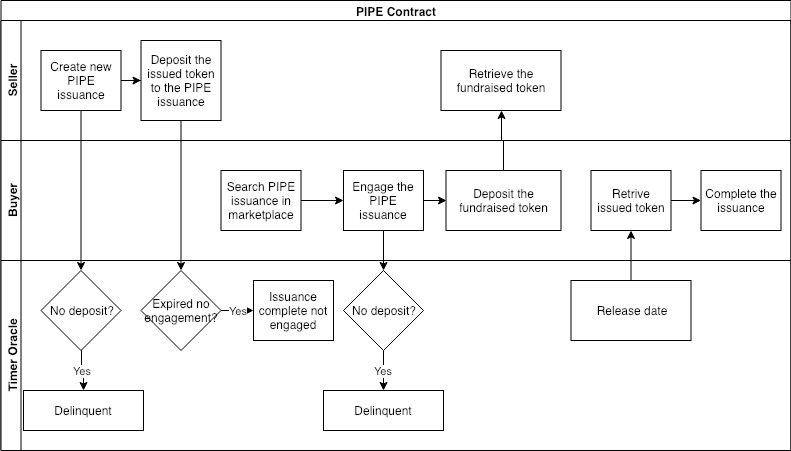 PIPE Contract
Seller
Create new
PIPE
issuance
Deposit the
issued token
to the PIPE
issuance
Retrieve the
fundraised token
Buyer
Search PIPE
issuance in
marketplace
Engage the
PIPE
issuance
Deposit the
fundraised token
Retrive
issued token
Complete the
issuance
Timer Oracle
No deposit?
Expired no
engagement?
Yes
Issuance
complete not
engaged
No deposit?
Release date
Yes
Delinquent
Yes
Delinquent